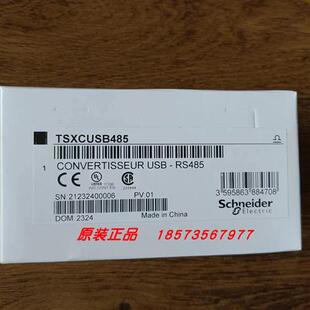 TSXCUSB485
1 CONVERTISSEUR USB - RS485
CE
SN 21232400006 PV 01
3 595863 884708
Made in China
Schneider
Electric
DOM 2324
原装正品 18573567977